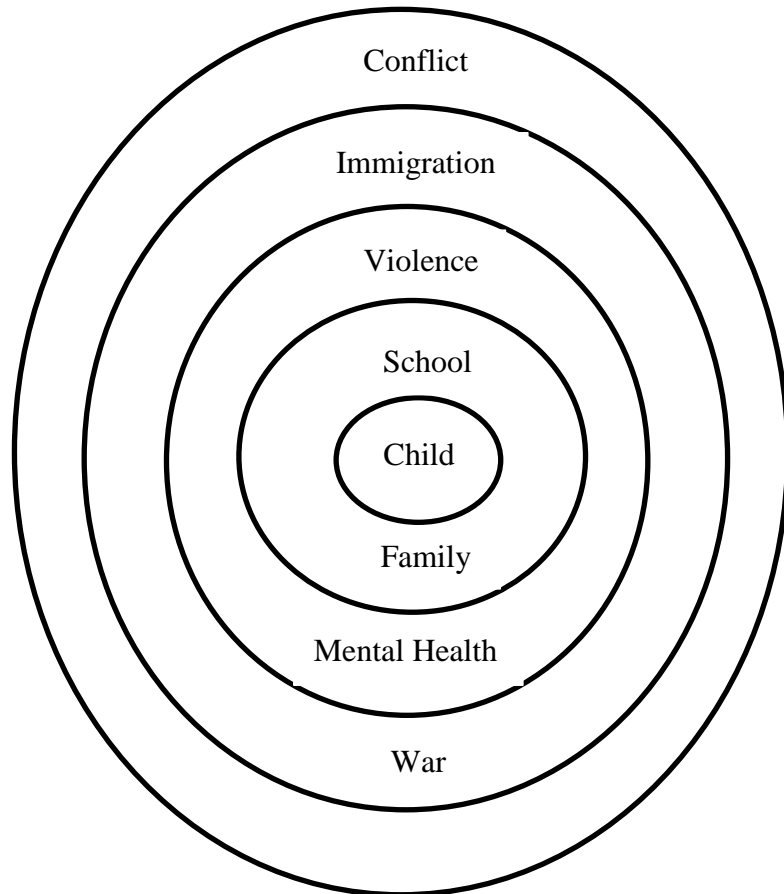 Conflict
Immigration
Violence
School
Child
Family
Mental Health
War